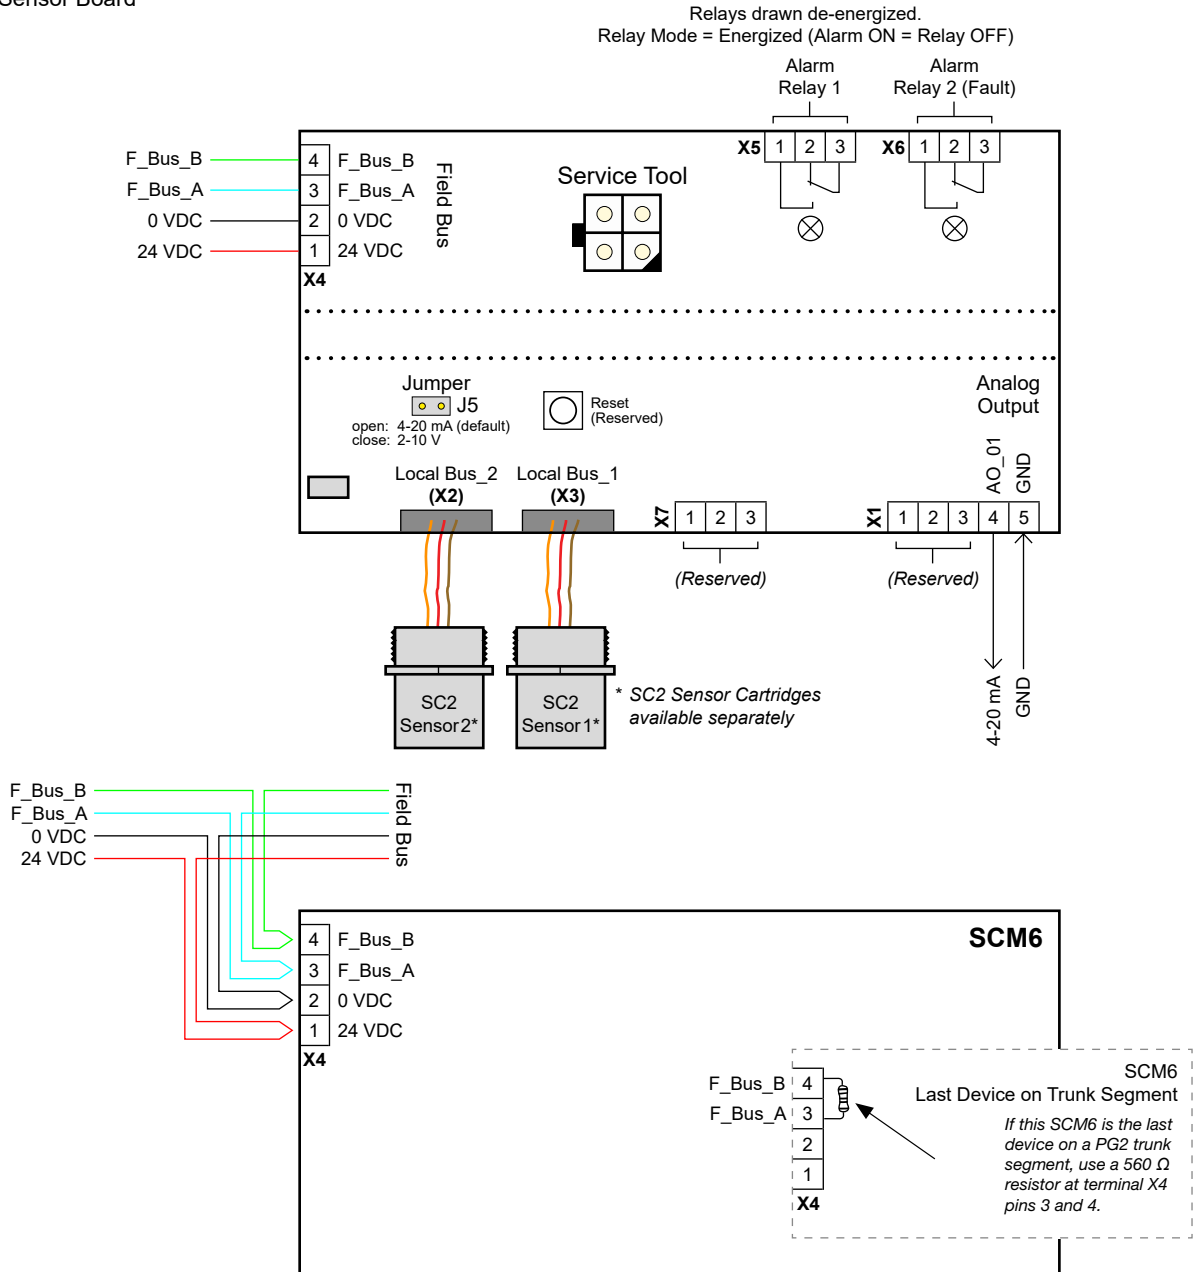 Sensor Board
Relays drawn de-energized.
Relay Mode = Energized (Alarm ON = Relay OFF)
Alarm
Relay 1
Alarm
Relay 2 (Fault)
X5 1 2 3
X6 1 2 3
F_Bus_B 4 F_Bus_B
F_Bus_A 3 F_Bus_A
0 VDC 2 0 VDC
24 VDC 1 24 VDC
X4
Field Bus
Service Tool
Jumper
J5
open: 4-20 mA (default)
close: 2-10 V
Reset
(Reserved)
Analog
Output
AO_01
GND
Local Bus_2
(X2)
Local Bus_1
(X3)
X7 1 2 3
(Reserved)
X1 1 2 3 4 5
(Reserved)
4-20 mA
GND
SC2
Sensor2*
SC2
Sensor1*
* SC2 Sensor Cartridges
available separately
F_Bus_B
F_Bus_A
0 VDC
24 VDC
Field Bus
4 F_Bus_B
3 F_Bus_A
2 0 VDC
1 24 VDC
X4
SCM6
SCM6
Last Device on Trunk Segment
F_Bus_B 4
F_Bus_A 3
2
1
X4
If this SCM6 is the last
device on a PG2 trunk
segment, use a 560 Ω
resistor at terminal X4
pins 3 and 4.